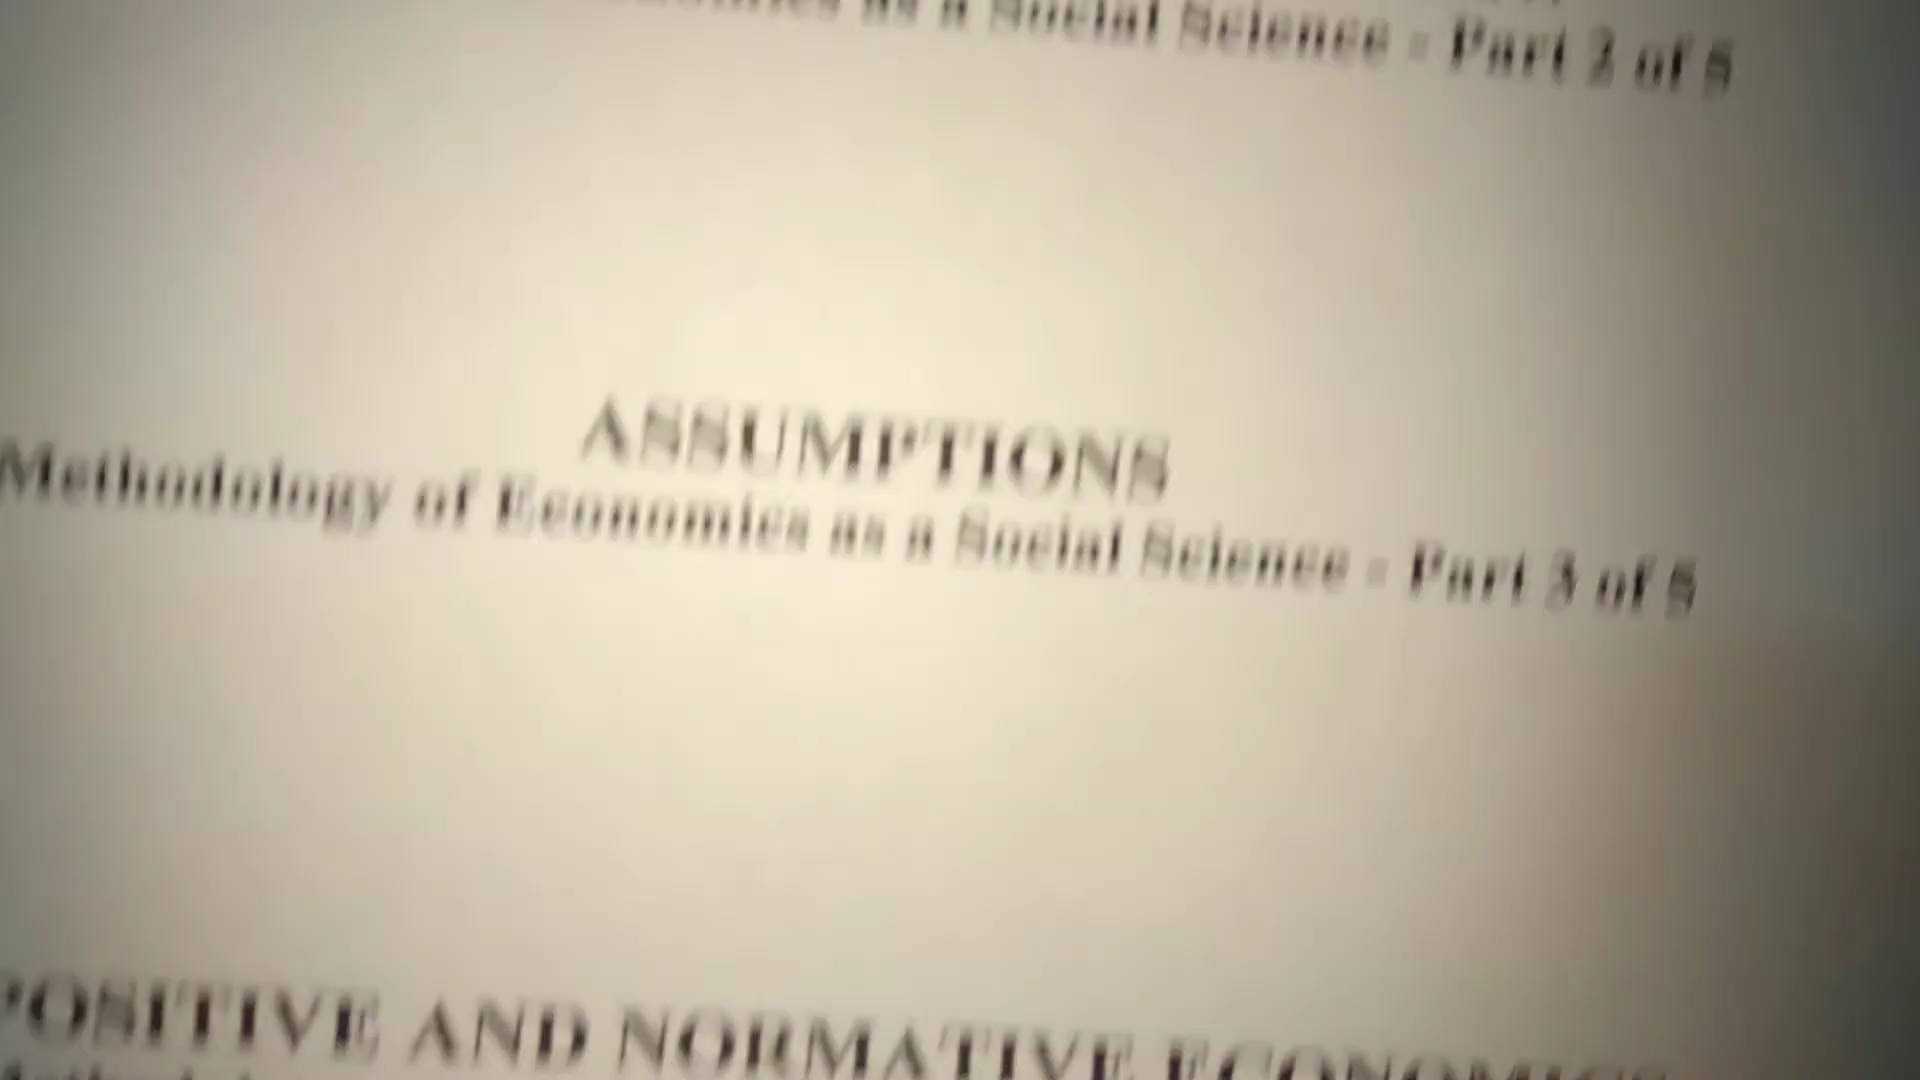 as a Social Science - Part 2 of 5
ASSUMPTIONS
Methodology of Economics as a Social Science - Part 3 of 5
POSITIVE AND NORMATIVE ECONOMICS